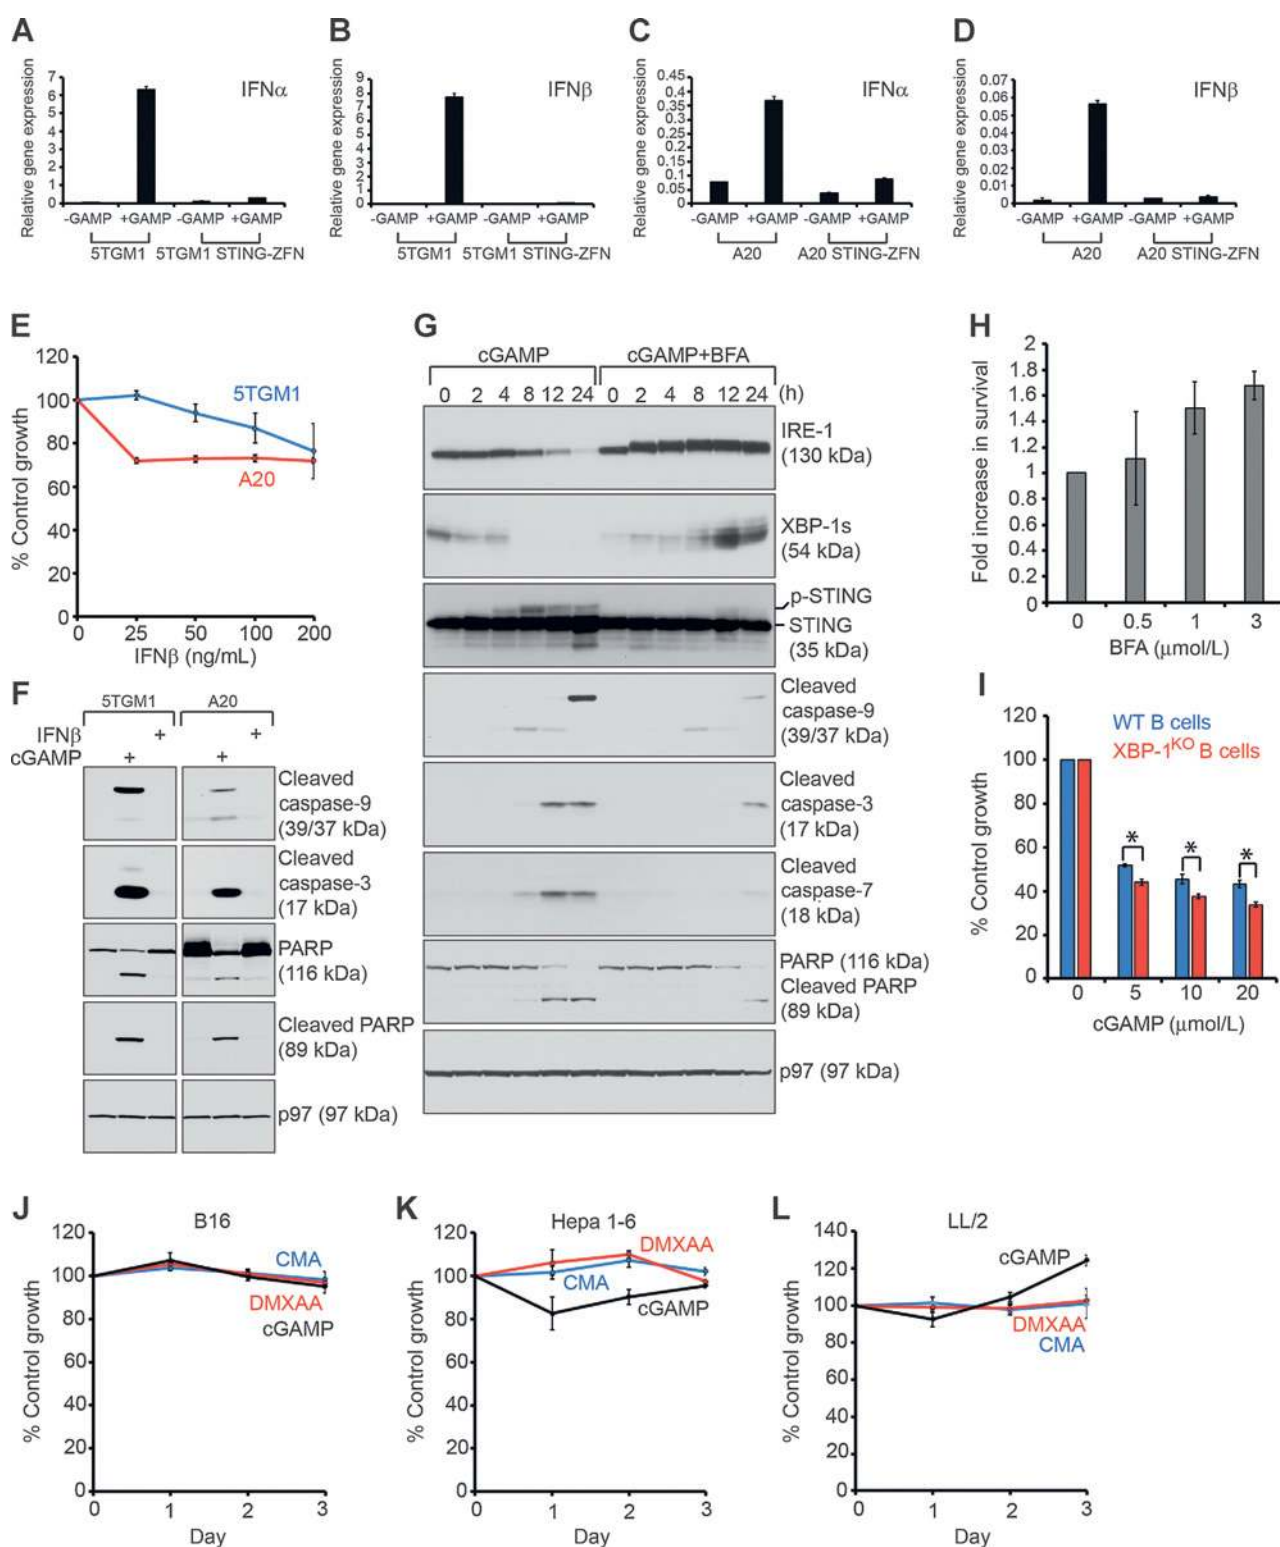 A
Relative gene expression
7
6
5
4
3
2
1
0
IFNα
-GAMP +GAMP -GAMP +GAMP
5TGM1 5TGM1 STING-ZFN
B
Relative gene expression
9
8
7
6
5
4
3
2
1
0
IFNβ
-GAMP +GAMP -GAMP +GAMP
5TGM1 5TGM1 STING-ZFN
C
Relative gene expression
0.45
0.4
0.35
0.3
0.25
0.2
0.15
0.1
0.05
0
IFNα
-GAMP +GAMP -GAMP +GAMP
A20 A20 STING-ZFN
D
Relative gene expression
0.07
0.06
0.05
0.04
0.03
0.02
0.01
0
IFNβ
-GAMP +GAMP -GAMP +GAMP
A20 A20 STING-ZFN
E
% Control growth
120
100
80
60
40
20
0
5TGM1
A20
0 25 50 100 200
IFNβ (ng/mL)
F
5TGM1 A20
IFNβ + +
cGAMP + +
Cleaved
caspase-9
(39/37 kDa)
Cleaved
caspase-3
(17 kDa)
PARP
(116 kDa)
Cleaved PARP
(89 kDa)
p97 (97 kDa)
G
cGAMP cGAMP+BFA
0 2 4 8 12 24 0 2 4 8 12 24 (h)
IRE-1
(130 kDa)
XBP-1s
(54 kDa)
p-STING
STING
(35 kDa)
Cleaved
caspase-9
(39/37 kDa)
Cleaved
caspase-3
(17 kDa)
Cleaved
caspase-7
(18 kDa)
PARP (116 kDa)
Cleaved PARP
(89 kDa)
p97 (97 kDa)
H
Fold increase in survival
2
1.8
1.6
1.4
1.2
1
0.8
0.6
0.4
0.2
0
0 0.5 1 3
BFA (μmol/L)
I
% Control growth
120
100
80
60
40
20
0
WT B cells
XBP-1KO B cells
* * *
0 5 10 20
cGAMP (μmol/L)
J
B16
% Control growth
120
100
80
60
40
20
0
CMA
DMXAA
cGAMP
0 1 2 3
Day
K
Hepa 1-6
% Control growth
120
100
80
60
40
20
0
DMXAA
CMA
cGAMP
0 1 2 3
Day
L
LL/2
% Control growth
140
120
100
80
60
40
20
0
cGAMP
DMXAA
CMA
0 1 2 3
Day